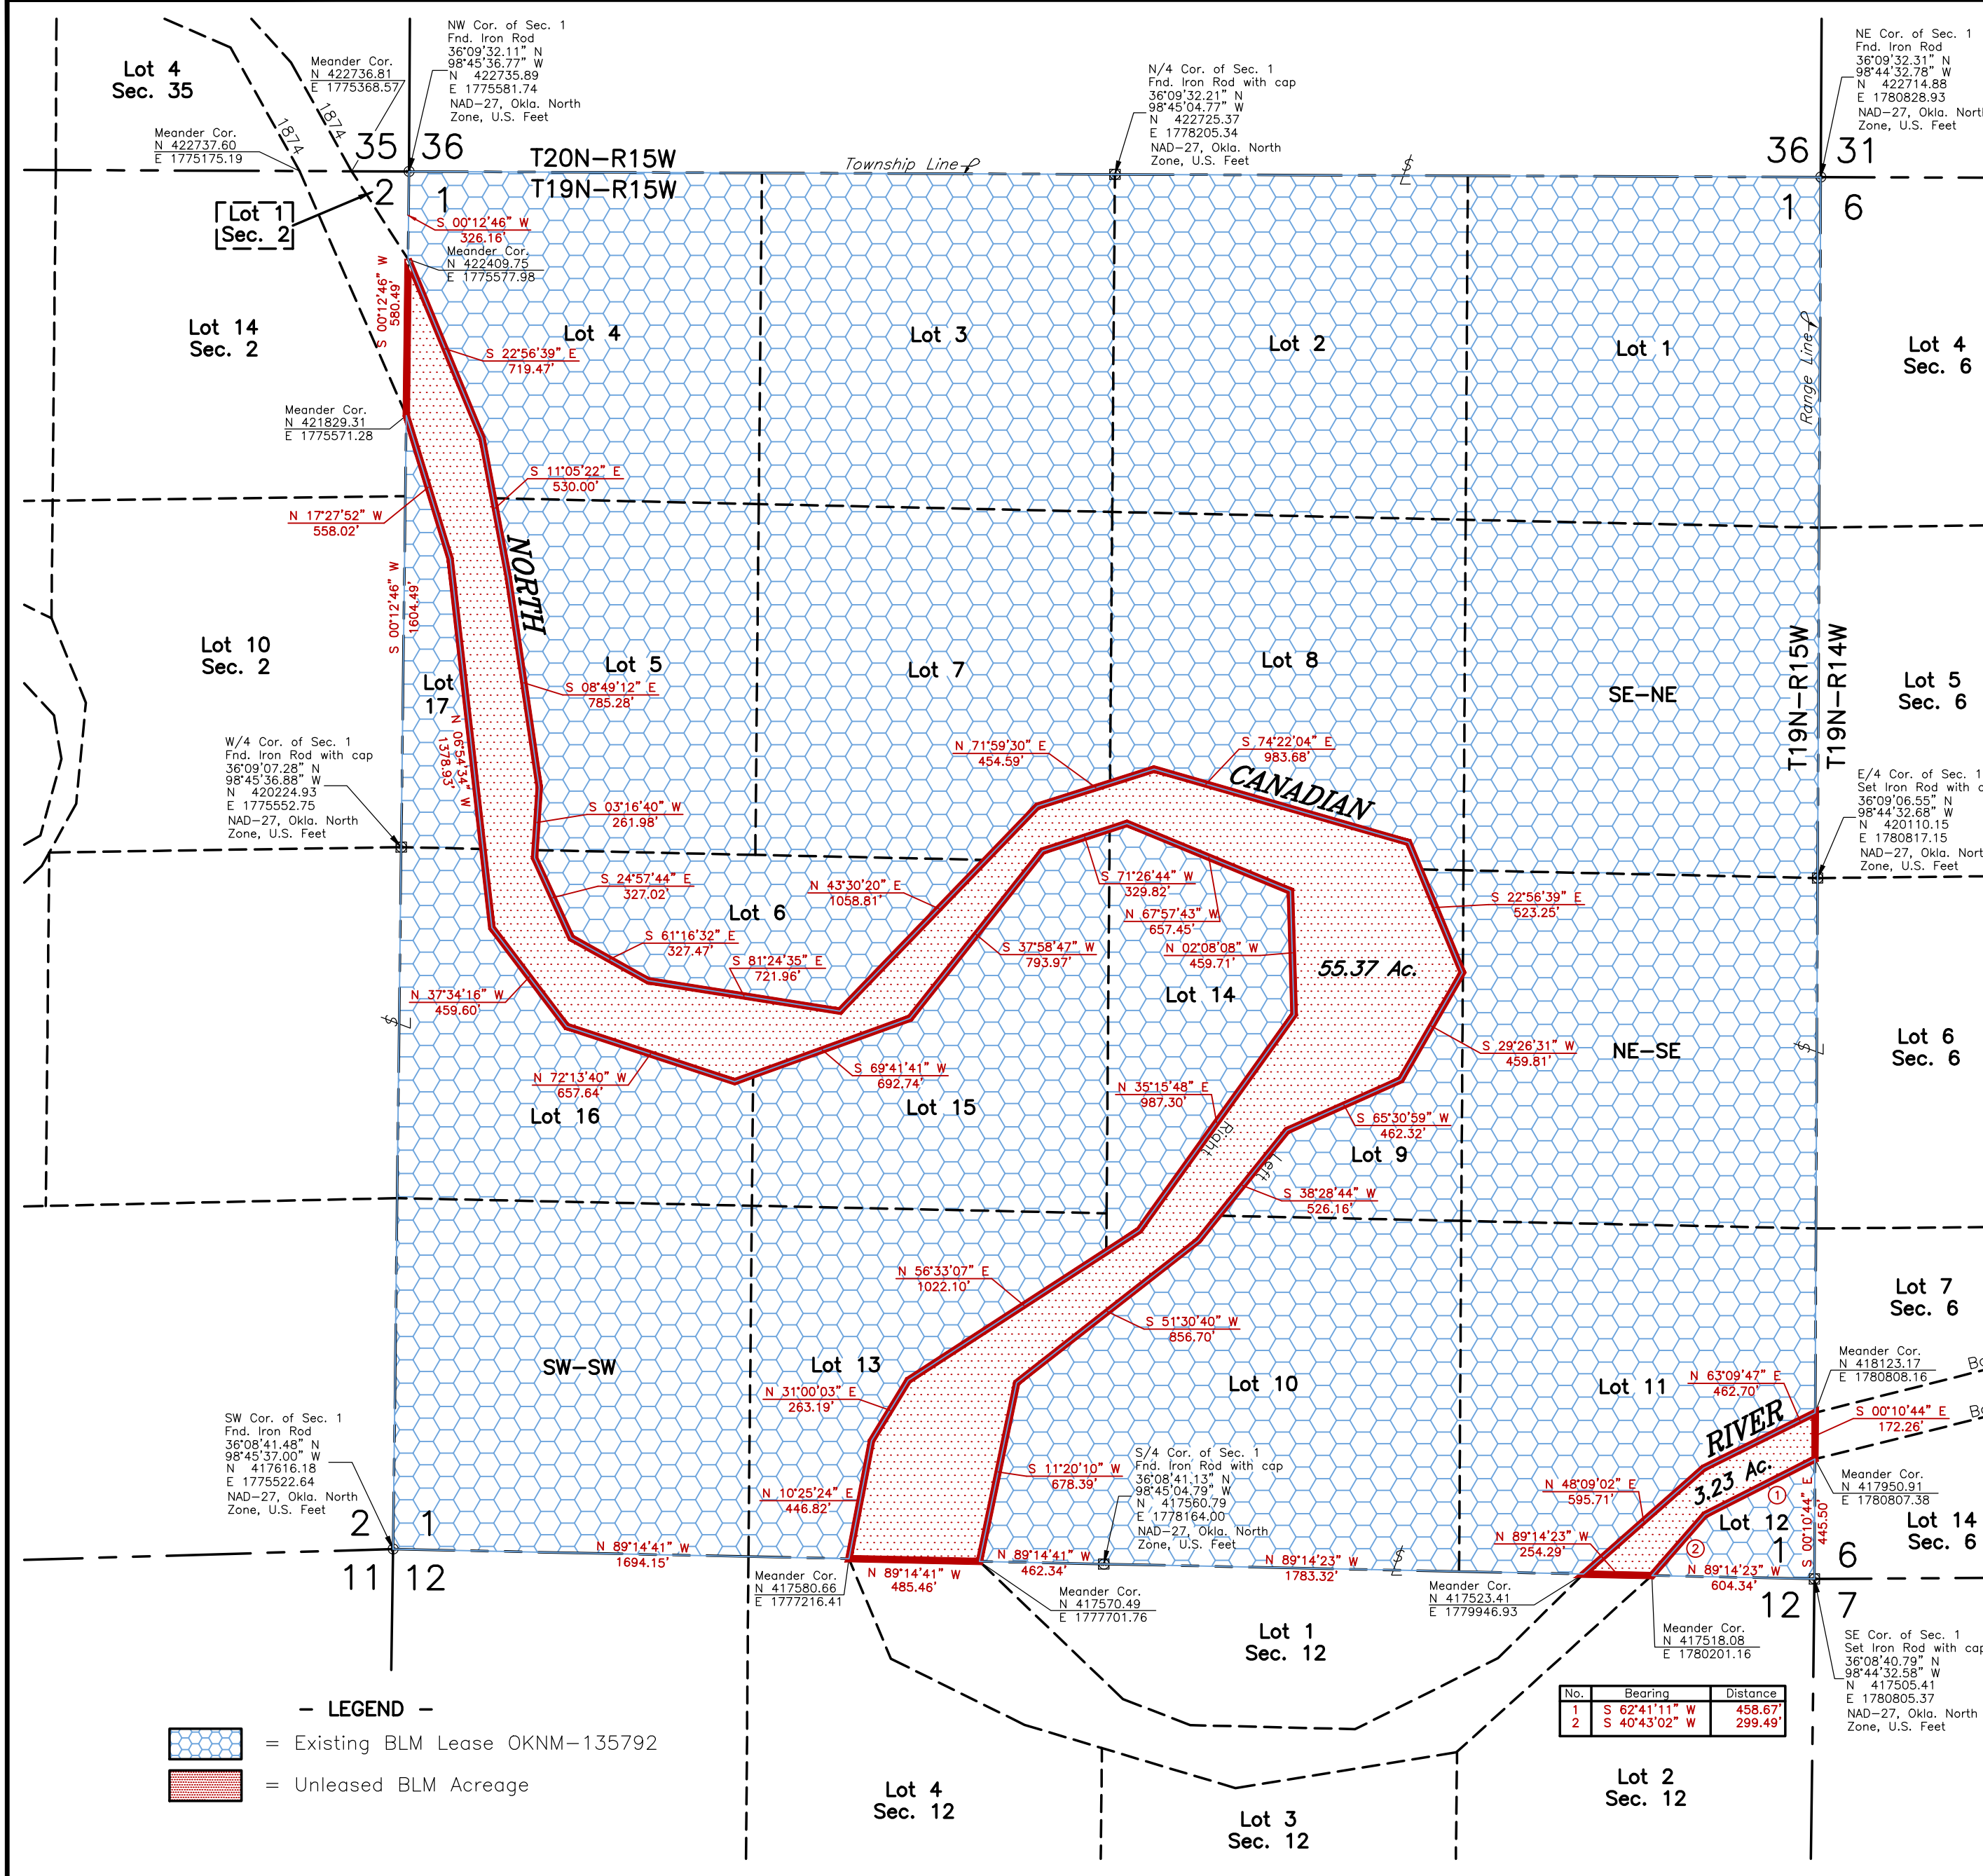 NW Cor. of Sec. 1
Fnd. Iron Rod
36°09'32.11" N
98°45'36.77" W
N 422735.89
E 1775581.74
NAD-27, Okla. North
Zone, U.S. Feet
NE Cor. of Sec. 1
Fnd. Iron Rod
36°09'32.31" N
98°44'32.78" W
N 422714.88
E 1780828.93
NAD-27, Okla. North
Zone, U.S. Feet
N/4 Cor. of Sec. 1
Fnd. Iron Rod with cap
36°09'32.21" N
98°45'04.77" W
N 422725.37
E 1778205.34
NAD-27, Okla. North
Zone, U.S. Feet
Lot 4
Sec. 35
Meander Cor.
N 422736.81
E 1775368.57
Meander Cor.
N 422737.60
E 1775175.19
1874
1874
35 36
T20N-R15W
Township Line
T19N-R15W
36 31
2 1
1 6
Lot 1
Sec. 2
S 00°12'46" W
326.16'
Meander Cor.
N 422409.75
E 1775577.98
S 00°12'46" W
580.49'
Lot 14
Sec. 2
Lot 4
Lot 3
Lot 2
Lot 1
Range Line
Lot 4
Sec. 6
S 22°56'39" E
719.47'
Meander Cor.
N 421829.31
E 1775571.28
S 11°05'22" E
530.00'
N 17°27'52" W
558.02'
NORTH
S 00°12'46" W
1604.49'
Lot 10
Sec. 2
Lot
17
Lot 5
Lot 7
Lot 8
SE-NE
T19N-R15W
T19N-R14W
Lot 5
Sec. 6
S 08°49'12" E
785.28'
N 06°54'34" W
1378.93'
W/4 Cor. of Sec. 1
Fnd. Iron Rod with cap
36°09'07.28" N
98°45'36.88" W
N 420224.93
E 1775552.75
NAD-27, Okla. North
Zone, U.S. Feet
N 71°59'30" E
454.59'
S 74°22'04" E
983.68'
CANADIAN
E/4 Cor. of Sec. 1
Set Iron Rod with c
36°09'06.55" N
98°44'32.68" W
N 420110.15
E 1780817.15
NAD-27, Okla. Nort
Zone, U.S. Feet
S 03°16'40" W
261.98'
S 24°57'44" E
327.02'
N 43°30'20" E
1058.81'
S 71°26'44" W
329.82'
Lot 6
N 67°57'43" W
657.45'
S 22°56'39" E
523.25'
S 61°16'32" E
327.47'
S 37°58'47" W
793.97'
N 02°08'08" W
459.71'
S 81°24'35" E
721.96'
55.37 Ac.
Lot 14
N 37°34'16" W
459.60'
S 29°26'31" W
459.81'
NE-SE
Lot 6
Sec. 6
N 72°13'40" W
657.64'
S 69°41'41" W
692.74'
N 35°15'48" E
987.30'
Lot 16
Lot 15
S 65°30'59" W
462.32'
Right
Left
Lot 9
S 38°28'44" W
526.16'
N 56°33'07" E
1022.10'
S 51°30'40" W
856.70'
Lot 7
Sec. 6
SW-SW
Lot 13
Lot 10
Lot 11
N 63°09'47" E
462.70'
Meander Cor.
N 418123.17
E 1780808.16
Ba
Ba
N 31°00'03" E
263.19'
RIVER
S 00°10'44" E
172.26'
SW Cor. of Sec. 1
Fnd. Iron Rod
36°08'41.48" N
98°45'37.00" W
N 417616.18
E 1775522.64
NAD-27, Okla. North
Zone, U.S. Feet
S/4 Cor. of Sec. 1
Fnd. Iron Rod with cap
36°08'41.13" N
98°45'04.79" W
N 417560.79
E 1778164.00
NAD-27, Okla. North
Zone, U.S. Feet
S 11°20'10" W
678.39'
N 10°25'24" E
446.82'
N 48°09'02" E
595.71'
3.23 Ac.
1
Meander Cor.
N 417950.91
E 1780807.38
S 00°10'44" E
445.50'
Lot 12
2
N 89°14'23" W
254.29'
Lot 14
Sec. 6
2 1
11 12
N 89°14'41" W
1694.15'
N 89°14'41" W
485.46'
N 89°14'41" W
462.34'
N 89°14'23" W
1783.32'
N 89°14'23" W
604.34'
1 6
12 7
Meander Cor.
N 417580.66
E 1777216.41
Meander Cor.
N 417570.49
E 1777701.76
Meander Cor.
N 417523.41
E 1779946.93
Meander Cor.
N 417518.08
E 1780201.16
SE Cor. of Sec. 1
Set Iron Rod with cap
36°08'40.79" N
98°44'32.58" W
N 417505.41
E 1780805.37
NAD-27, Okla. North
Zone, U.S. Feet
Lot 1
Sec. 12
No. Bearing Distance
1 S 62°41'11" W 458.67'
2 S 40°43'02" W 299.49'
- LEGEND -
= Existing BLM Lease OKNM-135792
= Unleased BLM Acreage
Lot 4
Sec. 12
Lot 3
Sec. 12
Lot 2
Sec. 12